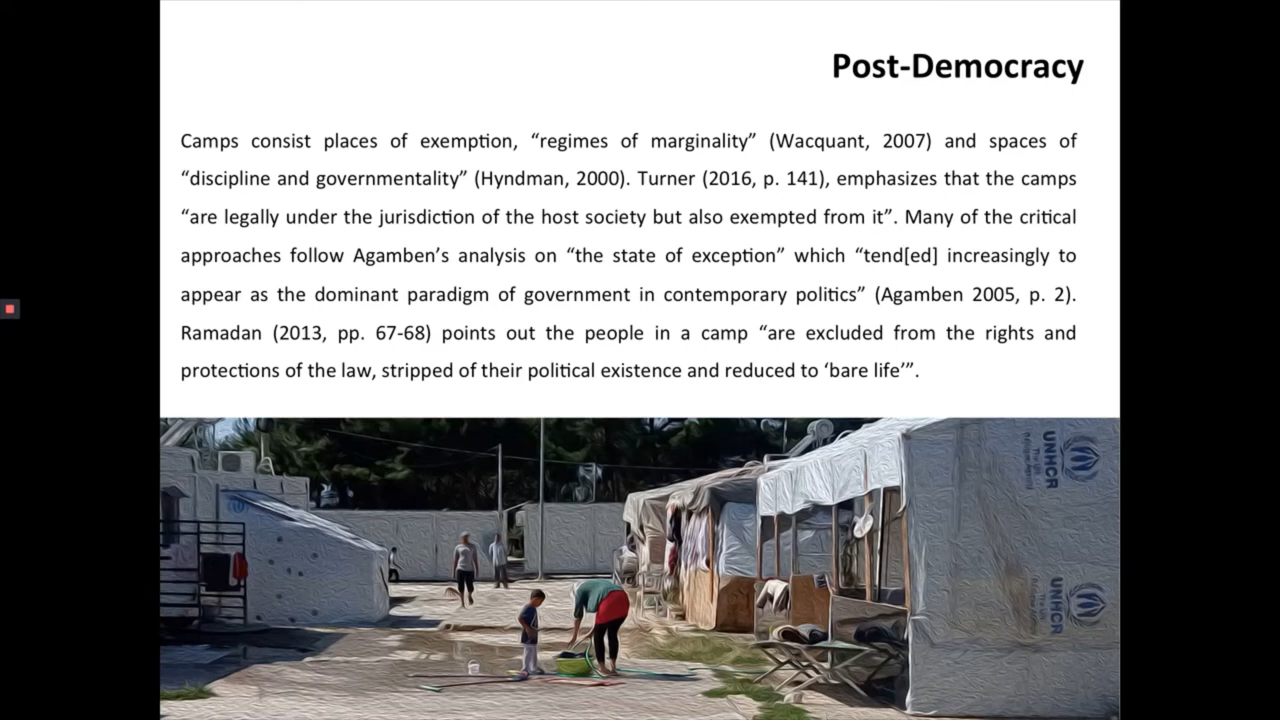 Post-Democracy
Camps consist places of exemption, “regimes of marginality” (Wacquant, 2007) and spaces of
“discipline and governmentality” (Hyndman, 2000). Turner (2016, p. 141), emphasizes that the camps
“are legally under the jurisdiction of the host society but also exempted from it”. Many of the critical
approaches follow Agamben’s analysis on “the state of exception” which “tend[ed] increasingly to
appear as the dominant paradigm of government in contemporary politics” (Agamben 2005, p. 2).
Ramadan (2013, pp. 67-68) points out the people in a camp “are excluded from the rights and
protections of the law, stripped of their political existence and reduced to ‘bare life’”.
UNHCR
UNHCR